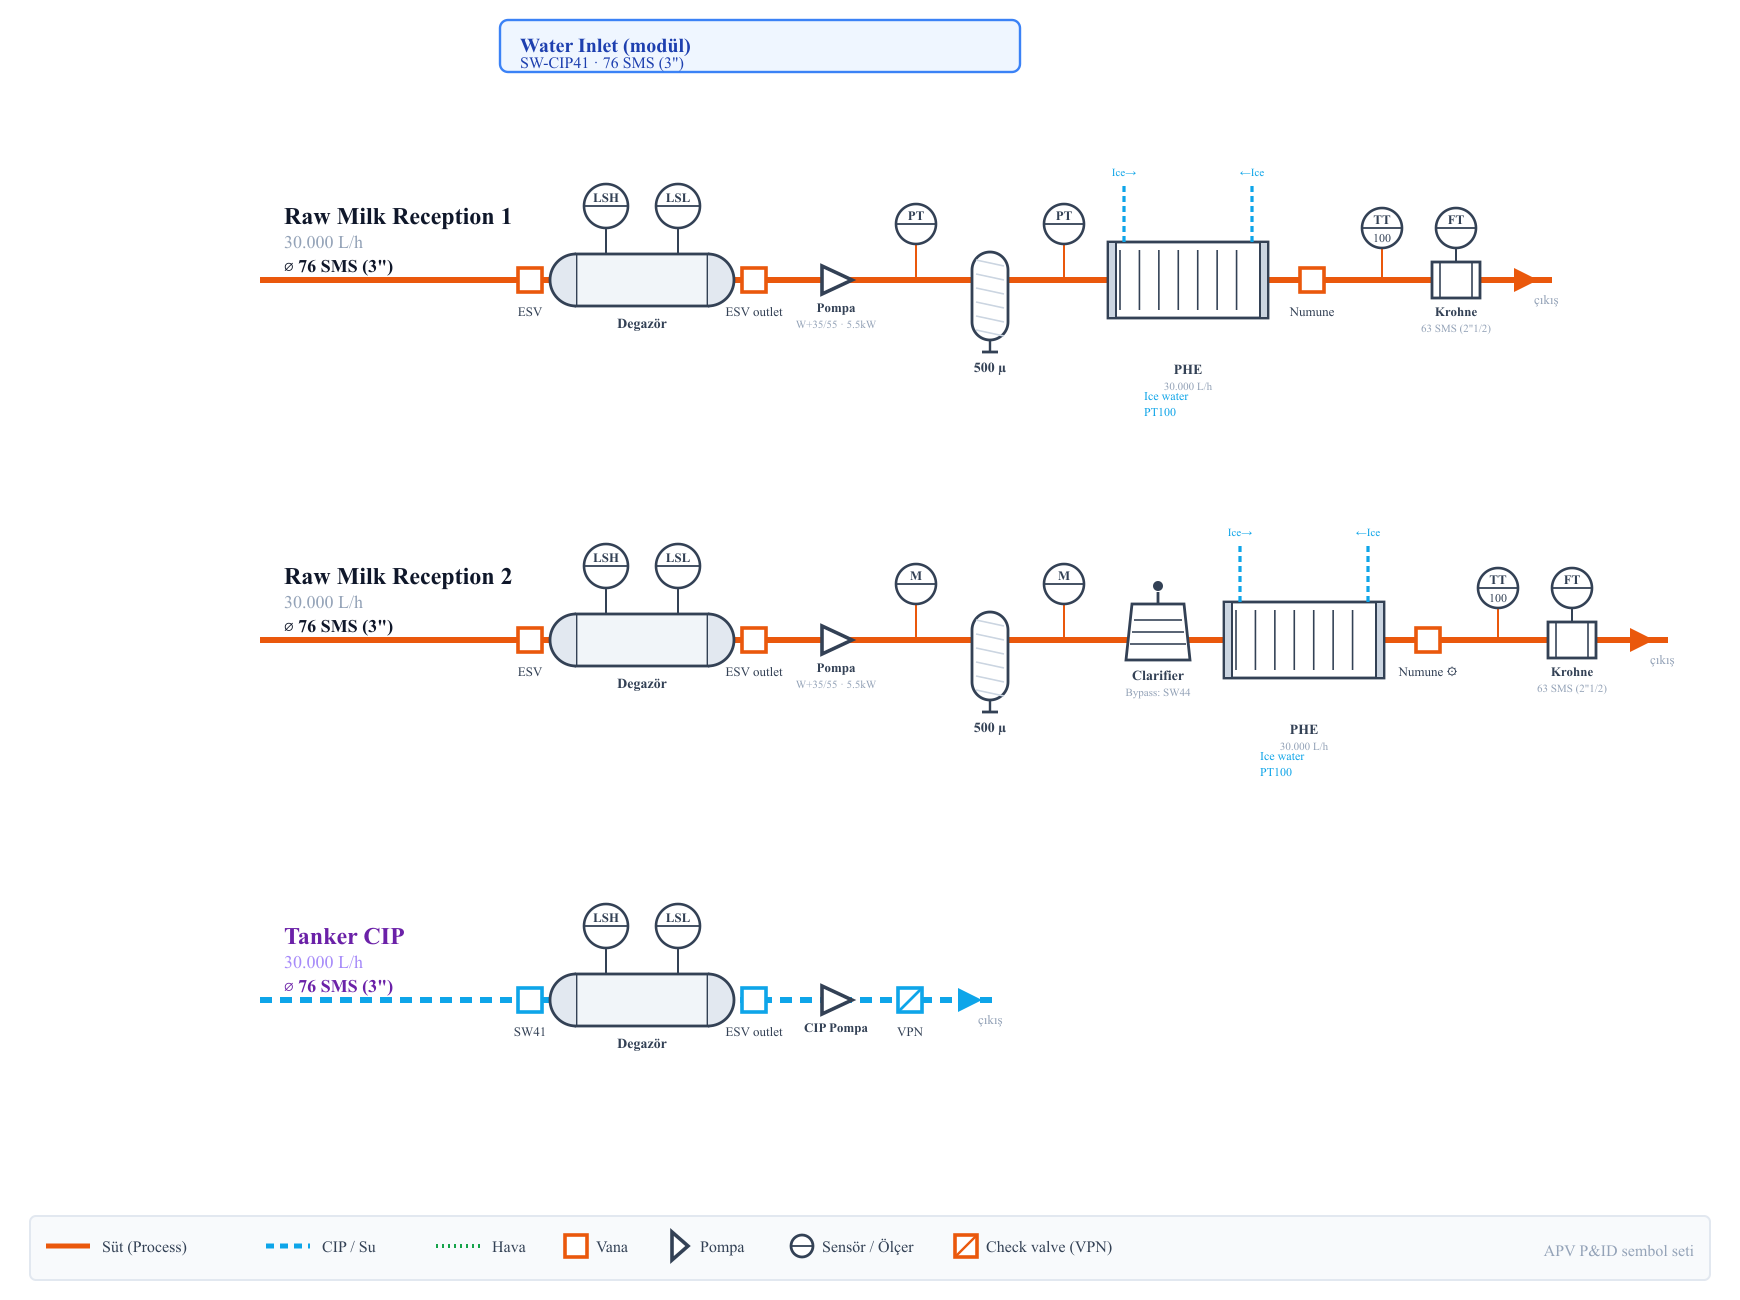 Water Inlet (modül)
SW-CIP41 · 76 SMS (3")
Ice→
←Ice
LSH
LSL
PT
PT
TT
100
FT
Raw Milk Reception 1
30.000 L/h
⌀ 76 SMS (3")
ESV
Degazör
ESV outlet
Pompa
W+35/55 · 5.5kW
500 µ
PHE
30.000 L/h
Ice water
PT100
Numune
Krohne
63 SMS (2"1/2)
çıkış
Ice→
←Ice
LSH
LSL
M
M
TT
100
FT
Raw Milk Reception 2
30.000 L/h
⌀ 76 SMS (3")
ESV
Degazör
ESV outlet
Pompa
W+35/55 · 5.5kW
500 µ
Clarifier
Bypass: SW44
PHE
30.000 L/h
Ice water
PT100
Numune ⚙
Krohne
63 SMS (2"1/2)
çıkış
LSH
LSL
Tanker CIP
30.000 L/h
⌀ 76 SMS (3")
SW41
Degazör
ESV outlet
CIP Pompa
VPN
çıkış
Süt (Process)
CIP / Su
Hava
Vana
Pompa
Sensör / Ölçer
Check valve (VPN)
APV P&ID sembol seti